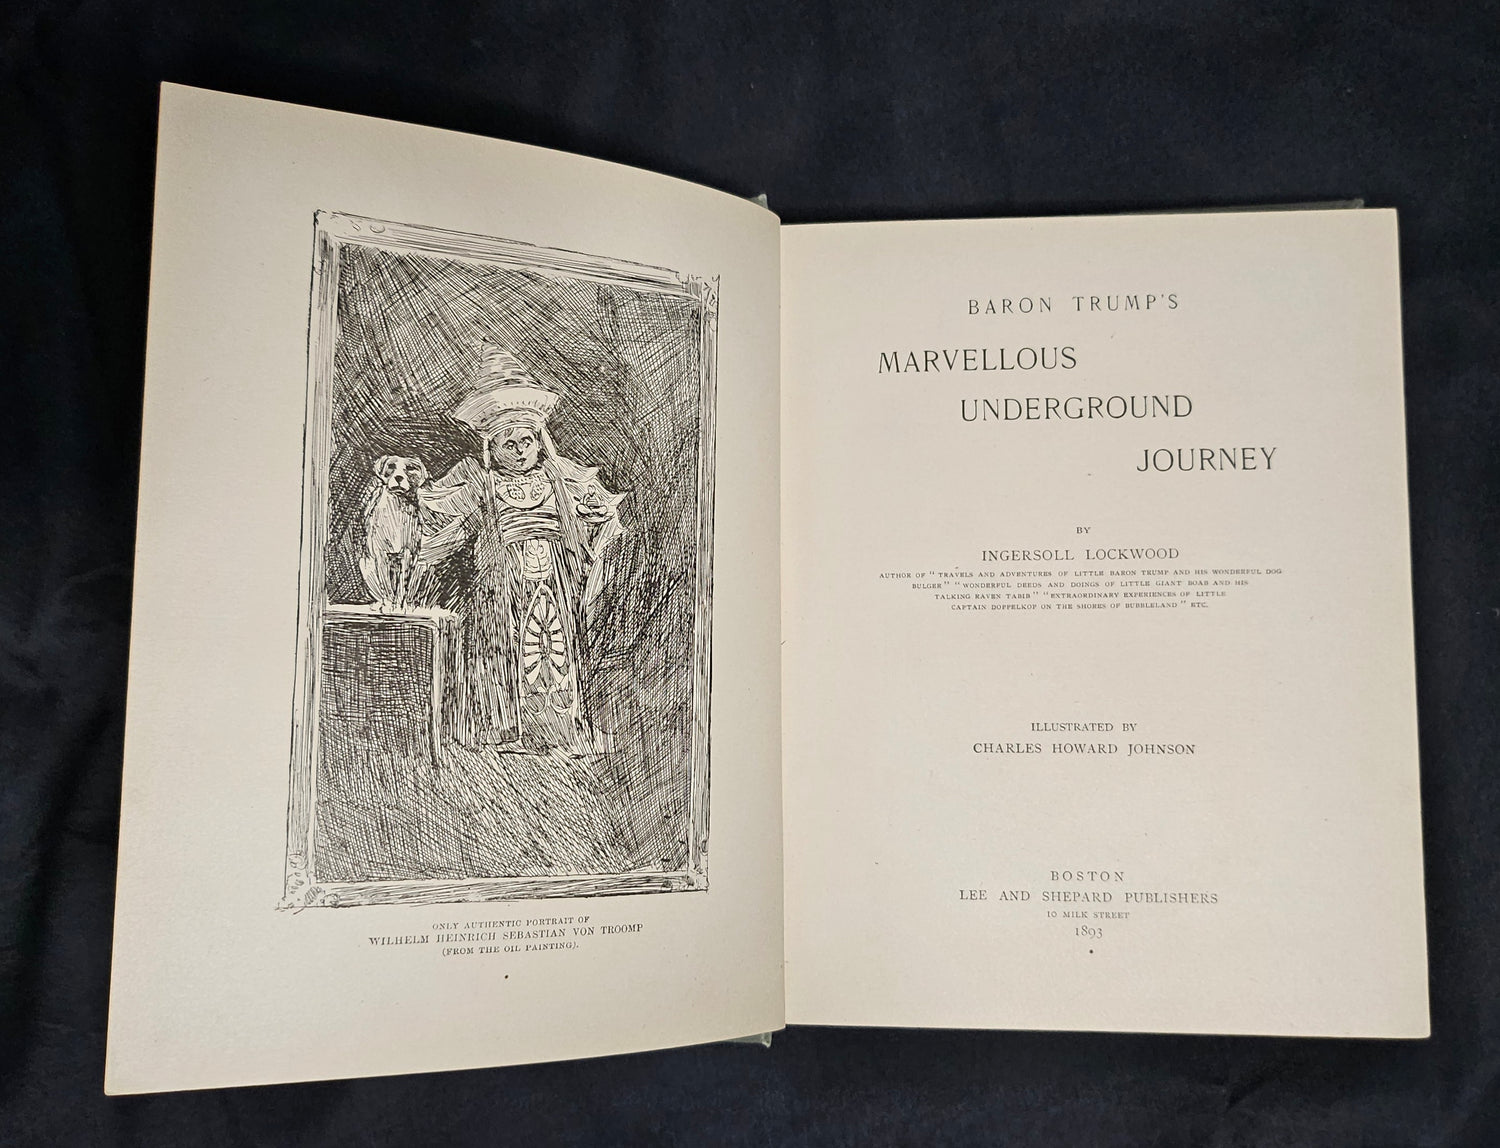 ONLY AUTHENTIC PORTRAIT OF
WILHELM HEINRICH SEBASTIAN VON TROOMP
(FROM THE OIL PAINTING).
BARON TRUMP'S
MARVELLOUS
UNDERGROUND
JOURNEY
BY
INGERSOLL LOCKWOOD
AUTHOR OF "TRAVELS AND ADVENTURES OF LITTLE BARON TRUMP AND HIS WONDERFUL DOG
BULGER" "WONDERFUL DEEDS AND DOINGS OF LITTLE GIANT BOAB AND HIS
TALKING RAVEN TABIB" "EXTRAORDINARY EXPERIENCES OF LITTLE
CAPTAIN DOPPELKOP ON THE SHORES OF BUBBLELAND" ETC.
ILLUSTRATED BY
CHARLES HOWARD JOHNSON
BOSTON
LEE AND SHEPARD PUBLISHERS
10 MILK STREET
1893